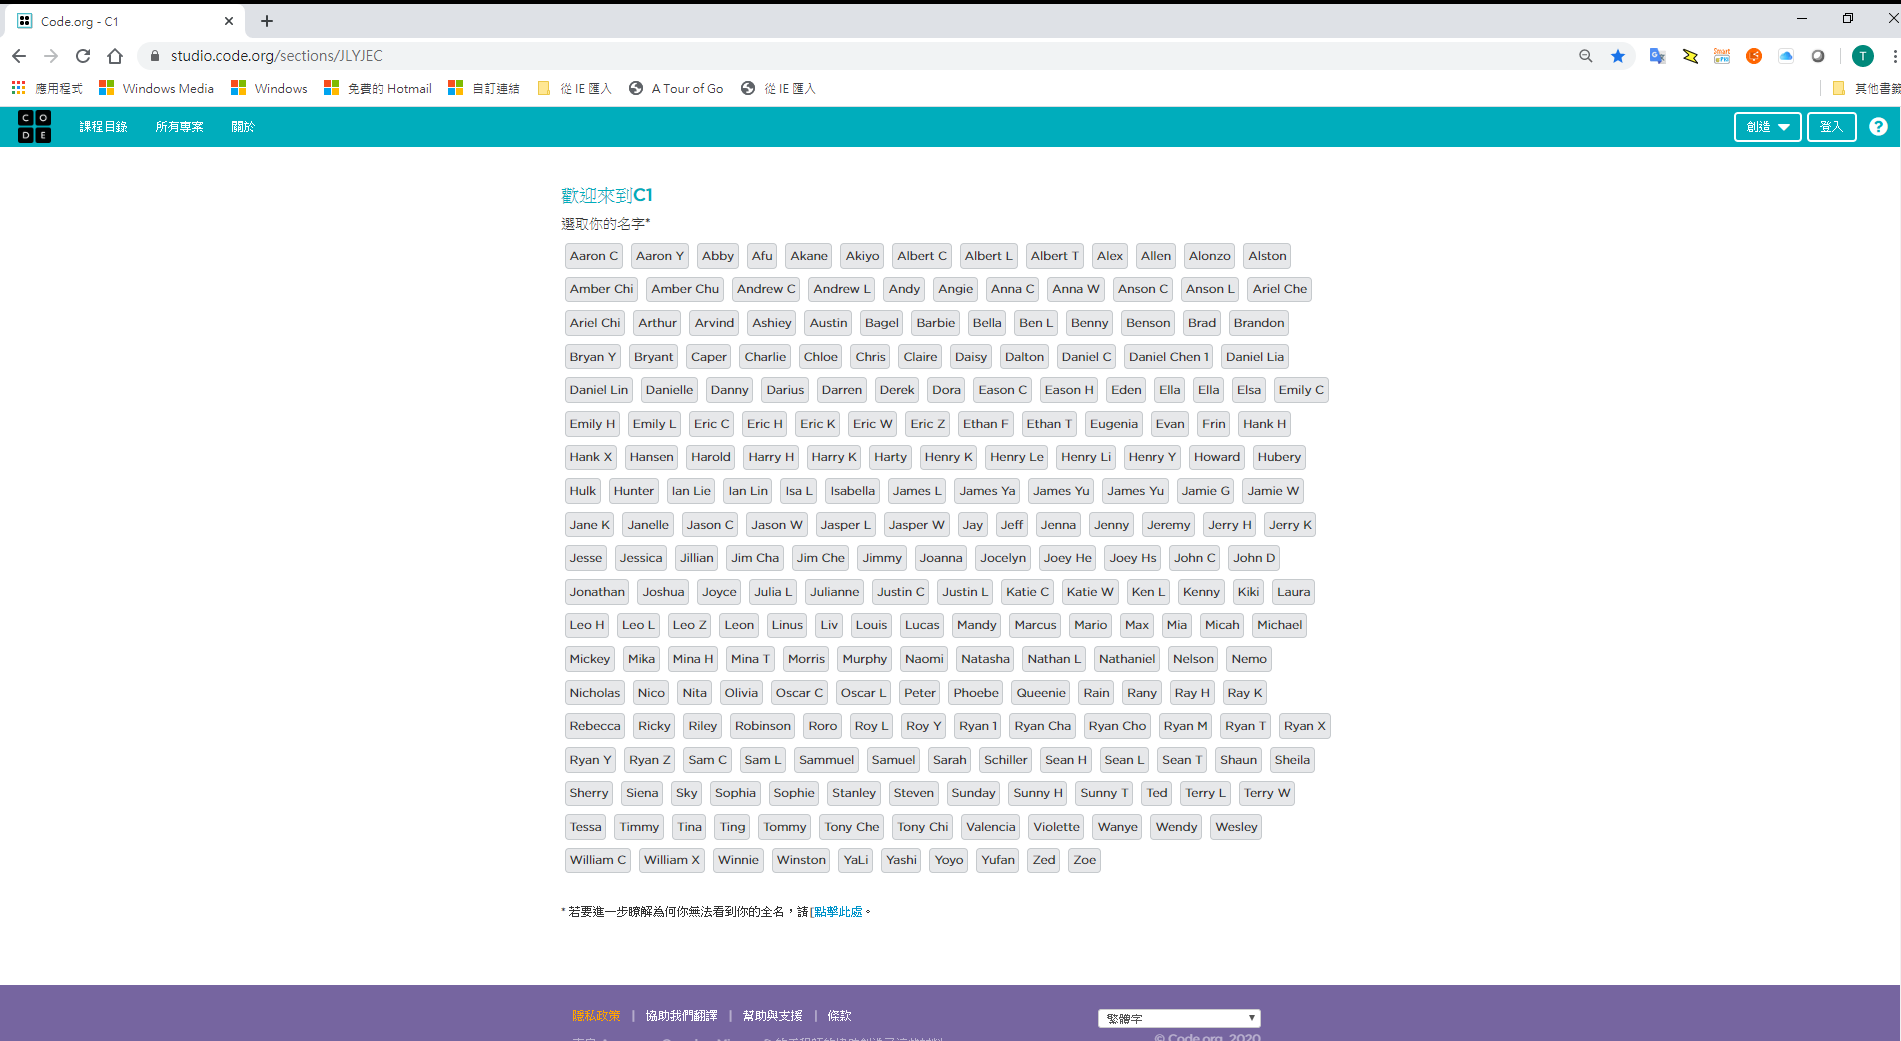 Code.org - C1
studio.code.org/sections/JLYJEC
T
應用程式 Windows Media Windows 免費的 Hotmail 自訂連結 從 IE 匯入 A Tour of Go 從 IE 匯入 其他書籤
CODE 課程目錄 所有專案 關於 創造 登入 ?
歡迎來到C1
選取你的名字*
Aaron C Aaron Y Abby Afu Akane Akiyo Albert C Albert L Albert T Alex Allen Alonzo Alston
Amber Chi Amber Chu Andrew C Andrew L Andy Angie Anna C Anna W Anson C Anson L Ariel Che
Ariel Chi Arthur Arvind Ashiey Austin Bagel Barbie Bella Ben L Benny Benson Brad Brandon
Bryan Y Bryant Caper Charlie Chloe Chris Claire Daisy Dalton Daniel C Daniel Chen 1 Daniel Lia
Daniel Lin Danielle Danny Darius Darren Derek Dora Eason C Eason H Eden Ella Ella Elsa Emily C
Emily H Emily L Eric C Eric H Eric K Eric W Eric Z Ethan F Ethan T Eugenia Evan Frin Hank H
Hank X Hansen Harold Harry H Harry K Harty Henry K Henry Le Henry Li Henry Y Howard Hubery
Hulk Hunter Ian Lie Ian Lin Isa L Isabella James L James Ya James Yu James Yu Jamie G Jamie W
Jane K Janelle Jason C Jason W Jasper L Jasper W Jay Jeff Jenna Jenny Jeremy Jerry H Jerry K
Jesse Jessica Jillian Jim Cha Jim Che Jimmy Joanna Jocelyn Joey He Joey Hs John C John D
Jonathan Joshua Joyce Julia L Julianne Justin C Justin L Katie C Katie W Ken L Kenny Kiki Laura
Leo H Leo L Leo Z Leon Linus Liv Louis Lucas Mandy Marcus Mario Max Mia Micah Michael
Mickey Mika Mina H Mina T Morris Murphy Naomi Natasha Nathan L Nathaniel Nelson Nemo
Nicholas Nico Nita Olivia Oscar C Oscar L Peter Phoebe Queenie Rain Rany Ray H Ray K
Rebecca Ricky Riley Robinson Roro Roy L Roy Y Ryan 1 Ryan Cha Ryan Cho Ryan M Ryan T Ryan X
Ryan Y Ryan Z Sam C Sam L Sammuel Samuel Sarah Schiller Sean H Sean L Sean T Shaun Sheila
Sherry Siena Sky Sophia Sophie Stanley Steven Sunday Sunny H Sunny T Ted Terry L Terry W
Tessa Timmy Tina Ting Tommy Tony Che Tony Chi Valencia Violette Wanye Wendy Wesley
William C William X Winnie Winston YaLi Yashi Yoyo Yufan Zed Zoe
* 若要進一步瞭解為何你無法看到你的全名，請[點擊此處。
隱私政策 | 協助我們翻譯 | 幫助與支援 | 條款 繁體字
© Code.org, 2020